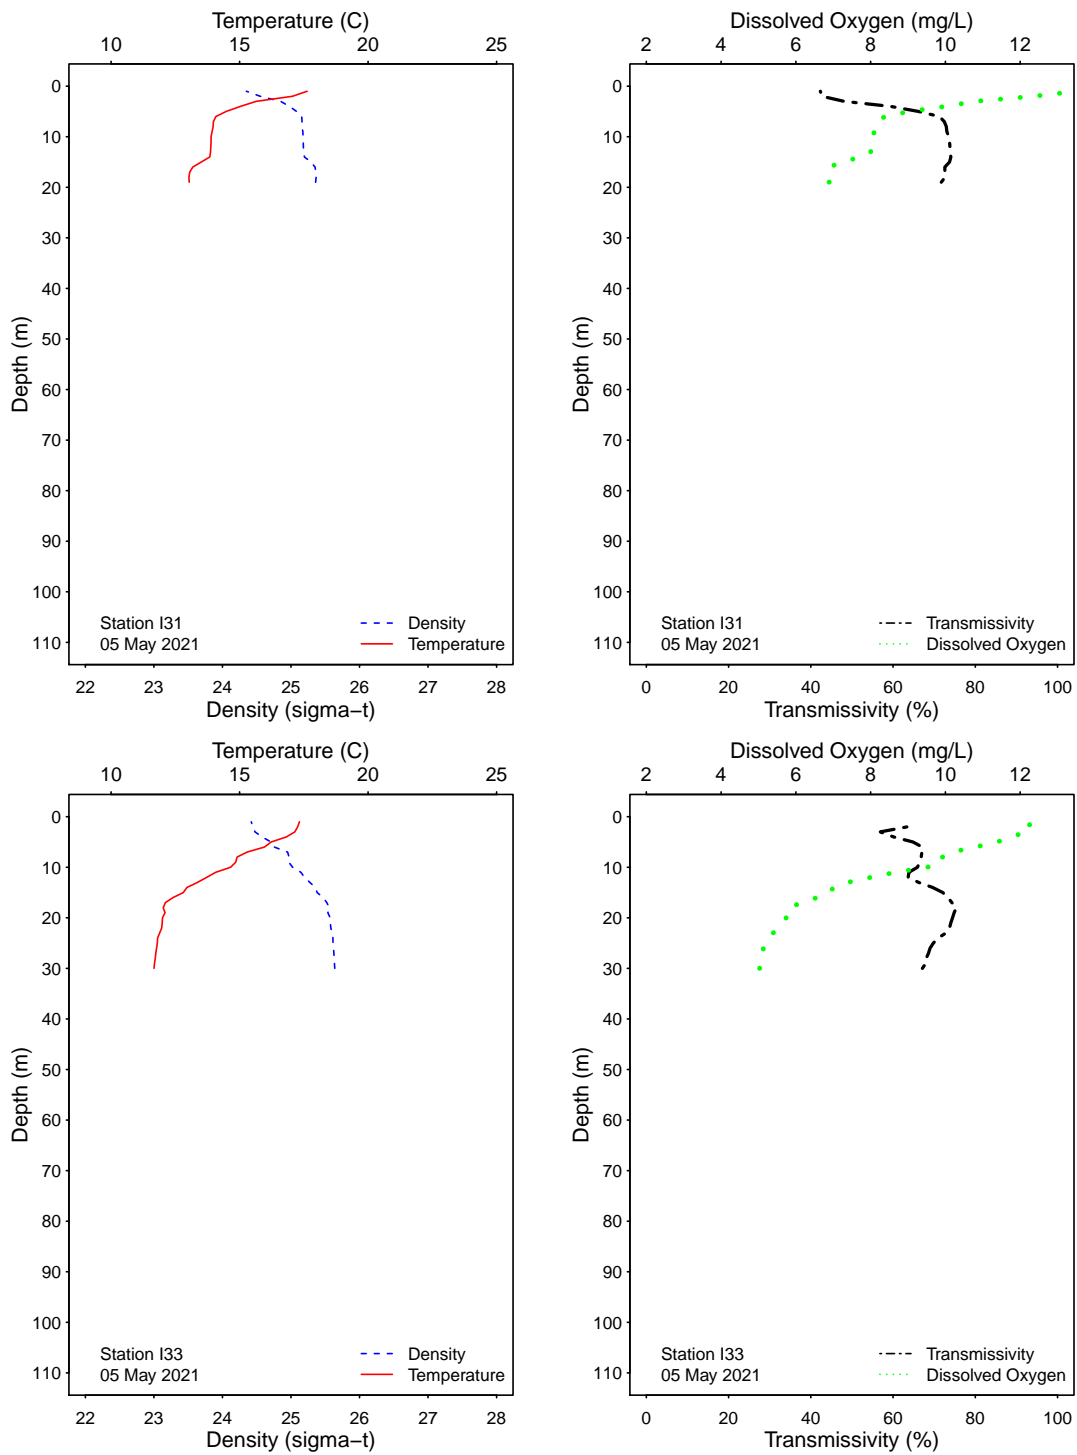 Temperature (C)
10 15 20 25
0
10
20
30
40
50
60
70
80
90
100
110
Depth (m)
Station I31
05 May 2021
Density
Temperature
22 23 24 25 26 27 28
Density (sigma−t)
Dissolved Oxygen (mg/L)
2 4 6 8 10 12
0
10
20
30
40
50
60
70
80
90
100
110
Depth (m)
Station I31
05 May 2021
Transmissivity
Dissolved Oxygen
0 20 40 60 80 100
Transmissivity (%)
Temperature (C)
10 15 20 25
0
10
20
30
40
50
60
70
80
90
100
110
Depth (m)
Station I33
05 May 2021
Density
Temperature
22 23 24 25 26 27 28
Density (sigma−t)
Dissolved Oxygen (mg/L)
2 4 6 8 10 12
0
10
20
30
40
50
60
70
80
90
100
110
Depth (m)
Station I33
05 May 2021
Transmissivity
Dissolved Oxygen
0 20 40 60 80 100
Transmissivity (%)